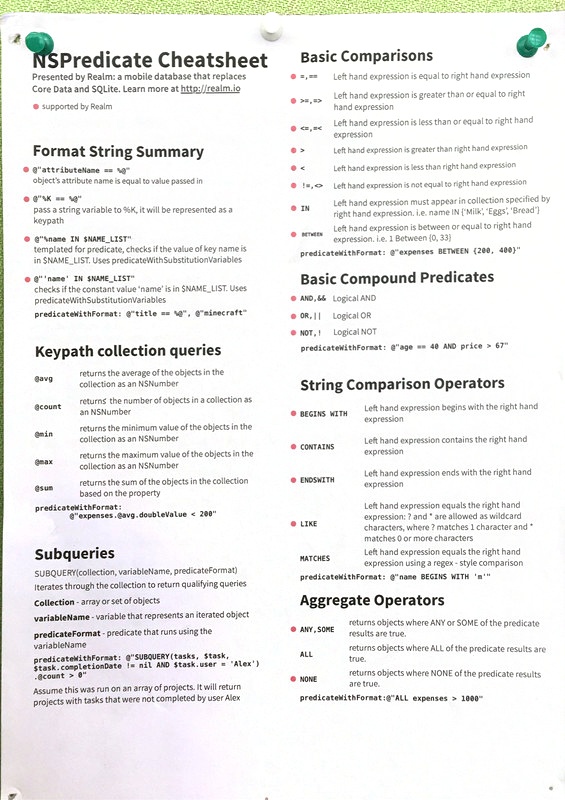 NSPredicate Cheatsheet
Presented by Realm: a mobile database that replaces
Core Data and SQLite. Learn more at http://realm.io
supported by Realm
Format String Summary
@"attributeName == %@"
object's attribute name is equal to value passed in
@"%K == %@"
pass a string variable to %K, it will be represented as a
keypath
@"%name IN $NAME_LIST"
templated for predicate, checks if the value of key name is
in $NAME_LIST. Uses predicateWithSubstitutionVariables
@"'name' IN $NAME_LIST"
checks if the constant value 'name' is in $NAME_LIST. Uses
predicateWithSubstitutionVariables
predicateWithFormat: @"title == %@", @"minecraft"
Keypath collection queries
@avg returns the average of the objects in the
collection as an NSNumber
@count returns the number of objects in a collection as
an NSNumber
@min returns the minimum value of the objects in the
collection as an NSNumber
@max returns the maximum value of the objects in the
collection as an NSNumber
@sum returns the sum of the objects in the collection
based on the property
predicateWithFormat:
@"expenses.@avg.doubleValue < 200"
Subqueries
SUBQUERY(collection, variableName, predicateFormat)
Iterates through the collection to return qualifying queries
Collection - array or set of objects
variableName - variable that represents an iterated object
predicateFormat - predicate that runs using the
variableName
predicateWithFormat: @"SUBQUERY(tasks, $task,
$task.completionDate != nil AND $task.user = 'Alex')
.@count > 0"
Assume this was run on an array of projects. It will return
projects with tasks that were not completed by user Alex
Basic Comparisons
=,== Left hand expression is equal to right hand expression
>=,=> Left hand expression is greater than or equal to right
hand expression
<=,=< Left hand expression is less than or equal to right hand
expression
> Left hand expression is greater than right hand expression
< Left hand expression is less than right hand expression
!=,<> Left hand expression is not equal to right hand expression
IN Left hand expression must appear in collection specified by
right hand expression. i.e. name IN {'Milk', 'Eggs', 'Bread'}
BETWEEN Left hand expression is between or equal to right hand
expression. i.e. 1 Between {0, 33}
predicateWithFormat: @"expenses BETWEEN {200, 400}"
Basic Compound Predicates
AND,&& Logical AND
OR,|| Logical OR
NOT,! Logical NOT
predicateWithFormat: @"age == 40 AND price > 67"
String Comparison Operators
BEGINS WITH Left hand expression begins with the right hand
expression
CONTAINS Left hand expression contains the right hand
expression
ENDSWITH Left hand expression ends with the right hand
expression
LIKE Left hand expression equals the right hand
expression: ? and * are allowed as wildcard
characters, where ? matches 1 character and *
matches 0 or more characters
MATCHES Left hand expression equals the right hand
expression using a regex - style comparison
predicateWithFormat: @"name BEGINS WITH 'm'"
Aggregate Operators
ANY,SOME returns objects where ANY or SOME of the predicate
results are true.
ALL returns objects where ALL of the predicate results are
true.
NONE returns objects where NONE of the predicate results
are true.
predicateWithFormat:@"ALL expenses > 1000"